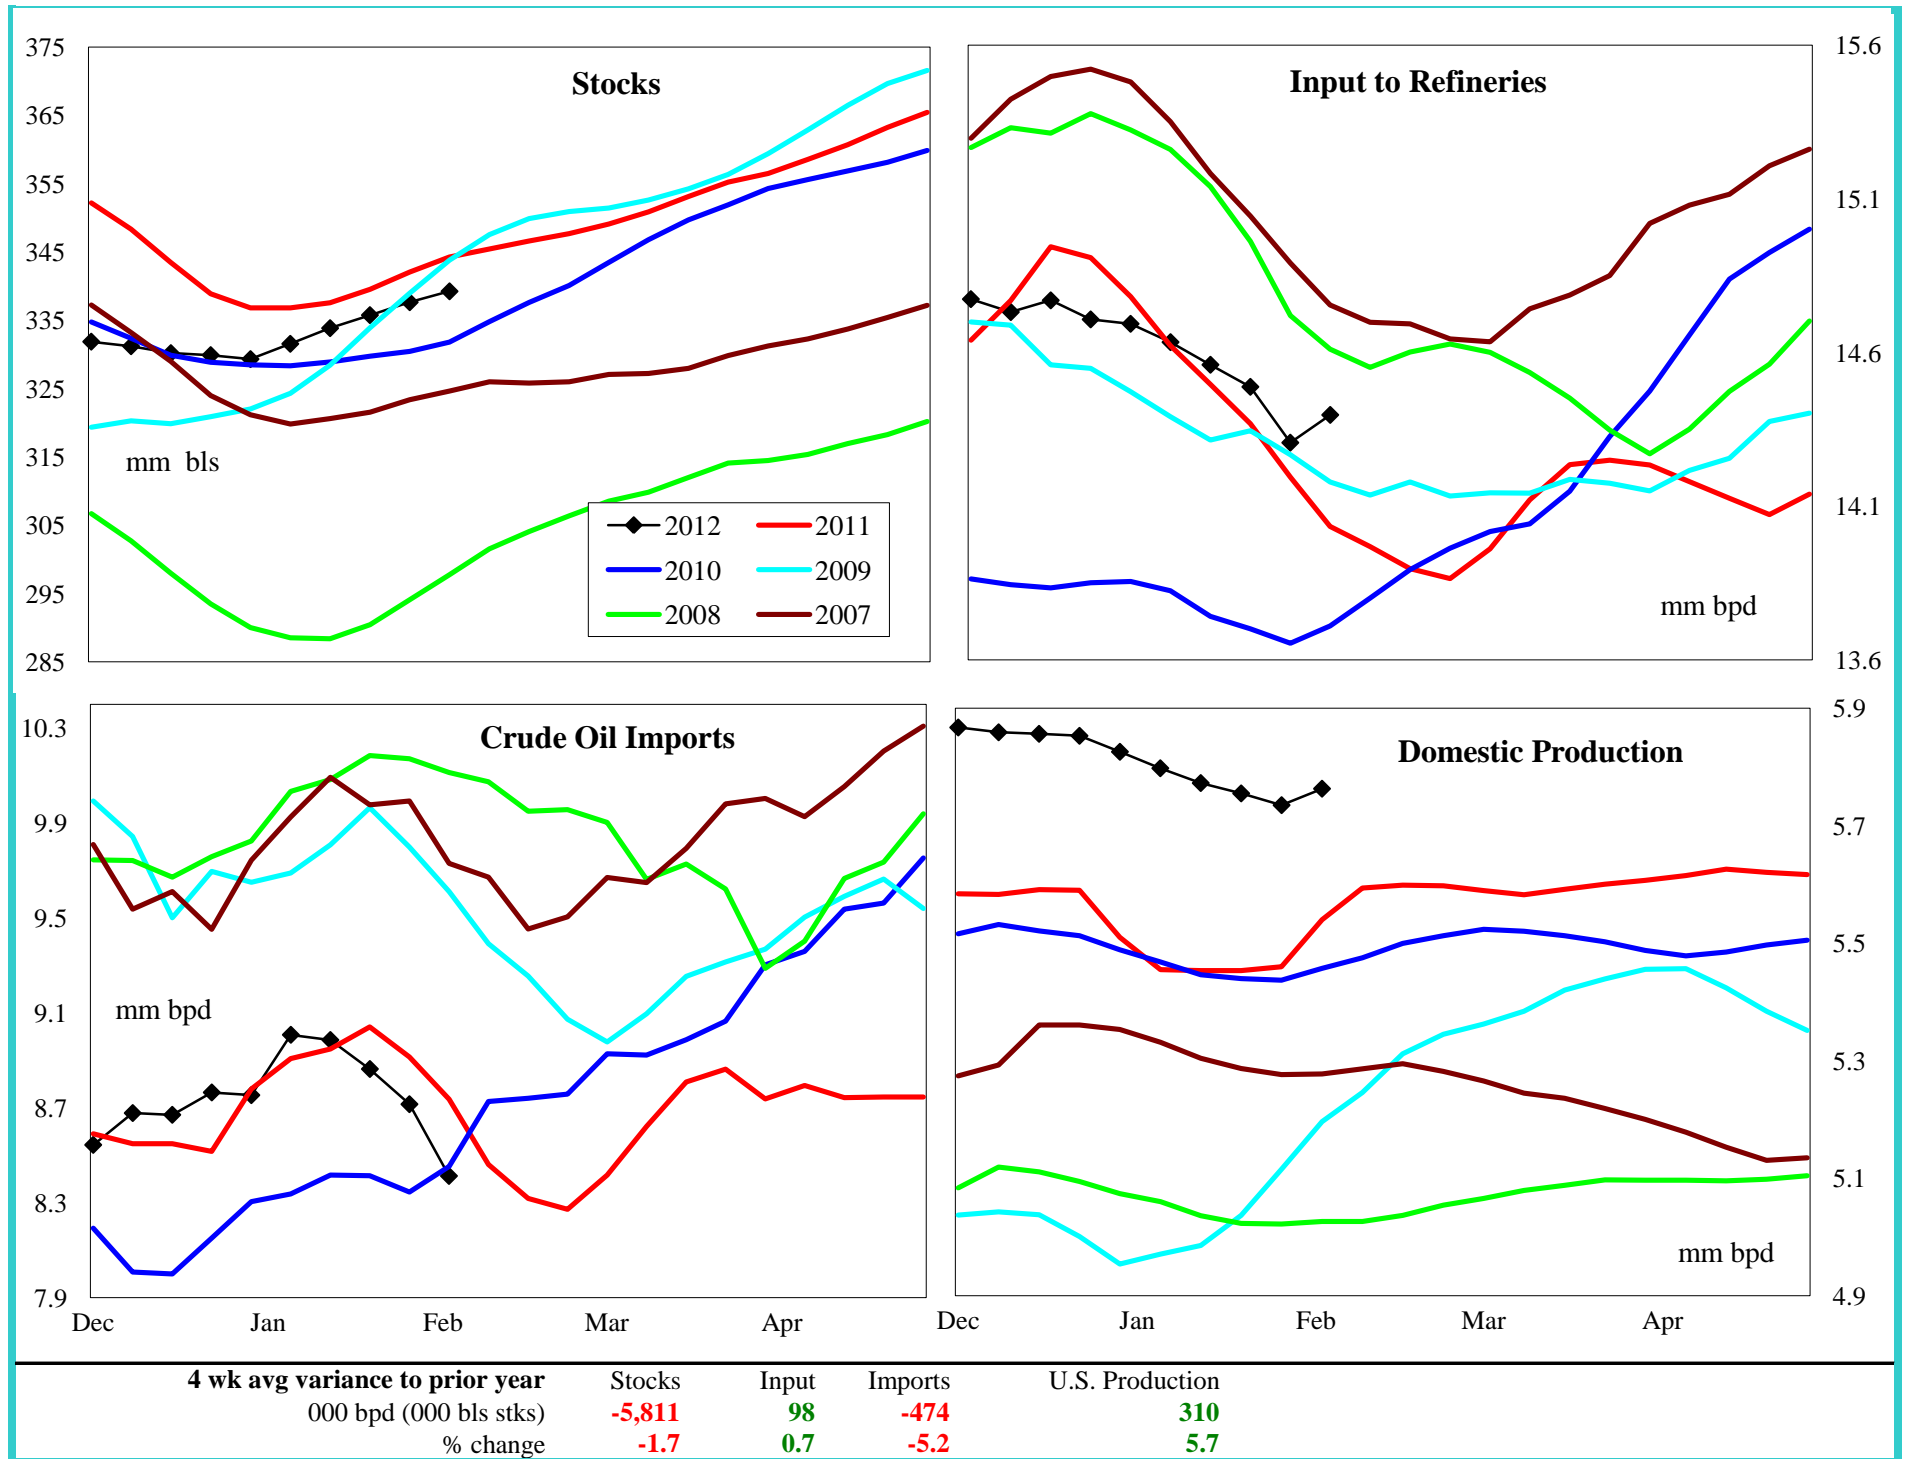 Stocks
375
365
355
345
335
325
315
305
295
285
mm bls
2012 2011
2010 2009
2008 2007
Input to Refineries
15.6
15.1
14.6
14.1
13.6
mm bpd
Crude Oil Imports
10.3
9.9
9.5
9.1
8.7
8.3
7.9
mm bpd
Dec Jan Feb Mar Apr
Domestic Production
5.9
5.7
5.5
5.3
5.1
4.9
mm bpd
Dec Jan Feb Mar Apr
4 wk avg variance to prior year Stocks Input Imports U.S. Production
000 bpd (000 bls stks) -5,811 98 -474 310
% change -1.7 0.7 -5.2 5.7